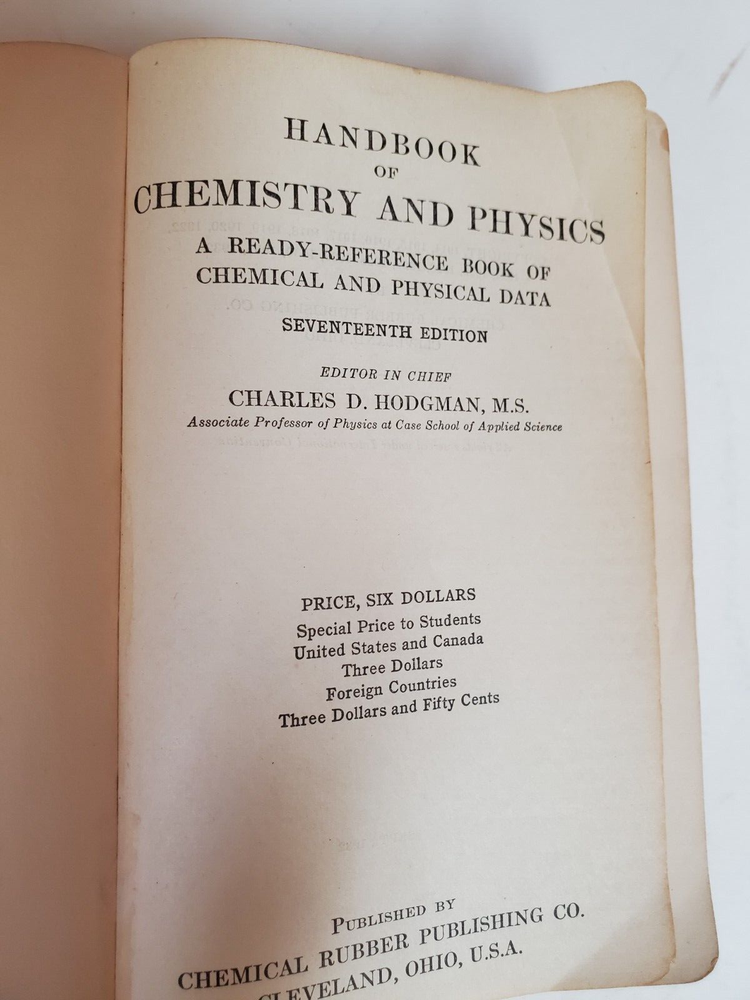 HANDBOOK
OF
CHEMISTRY AND PHYSICS
A READY-REFERENCE BOOK OF
CHEMICAL AND PHYSICAL DATA
SEVENTEENTH EDITION
EDITOR IN CHIEF
CHARLES D. HODGMAN, M.S.
Associate Professor of Physics at Case School of Applied Science
PRICE, SIX DOLLARS
Special Price to Students
United States and Canada
Three Dollars
Foreign Countries
Three Dollars and Fifty Cents
PUBLISHED BY
CHEMICAL RUBBER PUBLISHING CO.
CLEVELAND, OHIO, U.S.A.